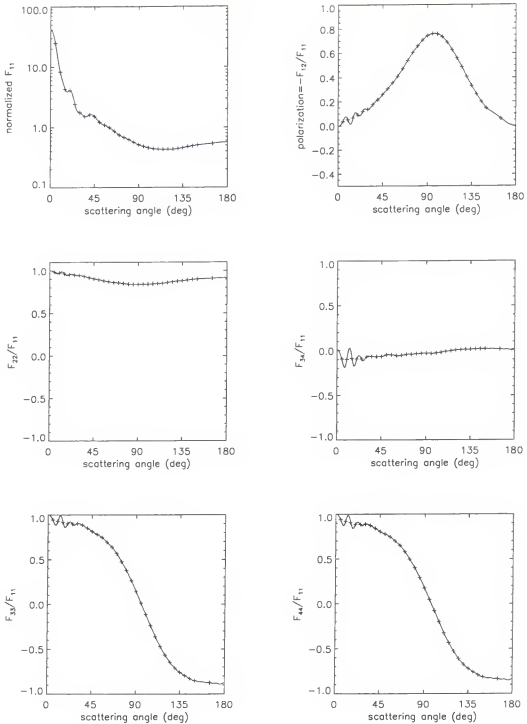 100.0
10.0
1.0
0.1
normalized F11
0 45 90 135 180
scattering angle (deg)
1.0
0.8
0.6
0.4
0.2
0.0
−0.2
−0.4
polarization=−F12/F11
0 45 90 135 180
scattering angle (deg)
1.0
0.5
0.0
−0.5
−1.0
F22/F11
0 45 90 135 180
scattering angle (deg)
1.0
0.5
0.0
−0.5
−1.0
F34/F11
0 45 90 135 180
scattering angle (deg)
1.0
0.5
0.0
−0.5
−1.0
F33/F11
0 45 90 135 180
scattering angle (deg)
1.0
0.5
0.0
−0.5
−1.0
F44/F11
0 45 90 135 180
scattering angle (deg)